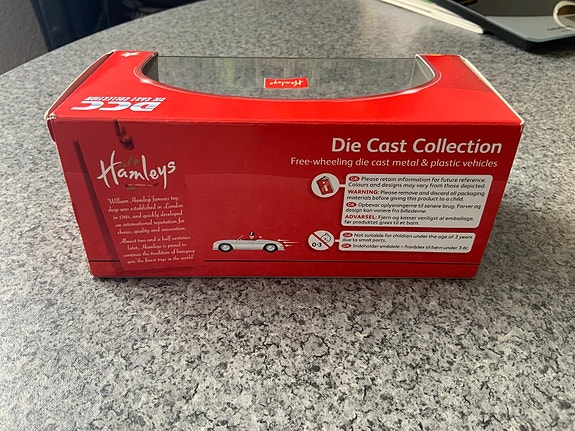 Hamleys
DCC
DIE CAST COLLECTION
Hamleys
William Hamley famous toy
shop was established in London
in 1760, and quickly developed
an international reputation for
choice, quality and innovation.
Almost two and a half centuries
later, Hamleys is proud to
continue the tradition of bringing
you 'the finest toys in the world'
Die Cast Collection
Free-wheeling die cast metal & plastic vehicles
GB Please retain information for future reference.
Colours and designs may vary from those depicted.
WARNING: Please remove and discard all packaging
materials before giving this product to a child.
DK Opbevar oplysningerne til senere brug. Farver og
design kan variere fra billederne.
ADVARSEL: Fjern og kasser venligst al emballage,
før produktet gives til et barn.
0-3
GB Not suitable for children under the age of 3 years
due to small parts.
DK Indeholder smådele – frarådes til børn under 3 år.